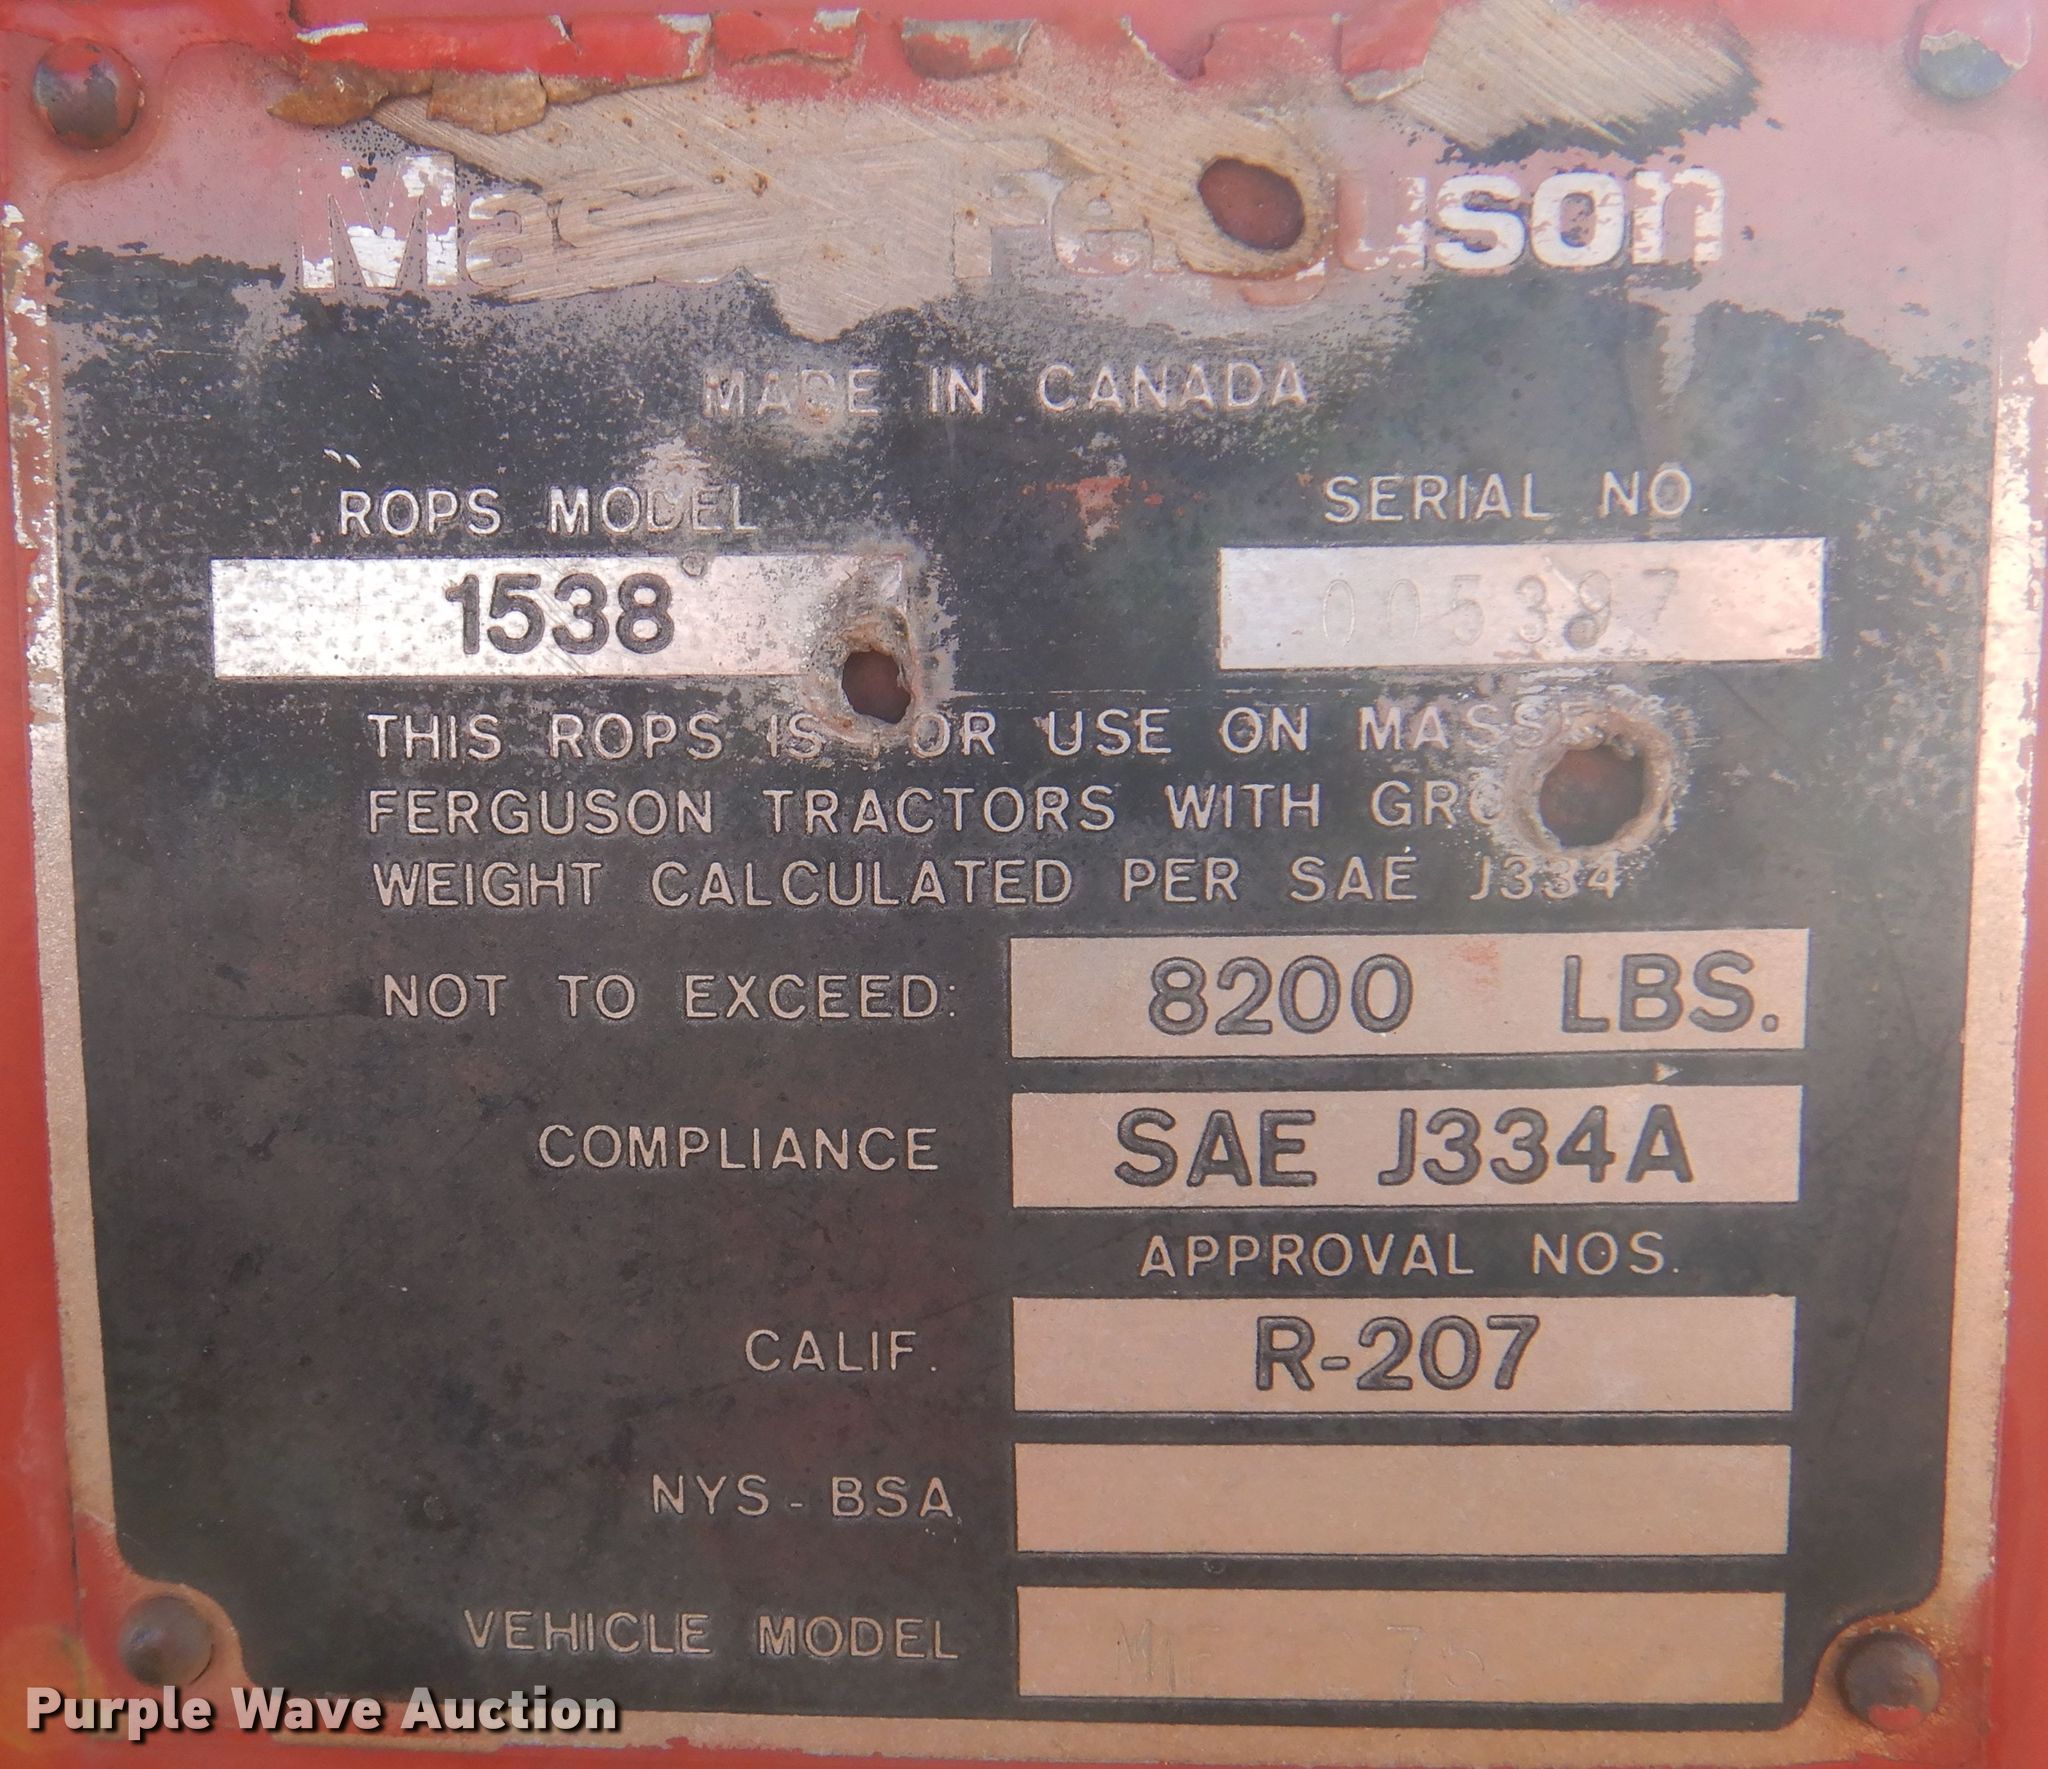 Massey Ferguson
MADE IN CANADA
ROPS MODEL SERIAL NO.
1538 005397
THIS ROPS IS FOR USE ON MASSEY
FERGUSON TRACTORS WITH
WEIGHT CALCULATED PER SAE J334
NOT TO EXCEED: 8200 LBS.
COMPLIANCE SAE J334A
APPROVAL NOS.
CALIF. R-207
NYS-BSA
VEHICLE MODEL MF
Purple Wave Auction